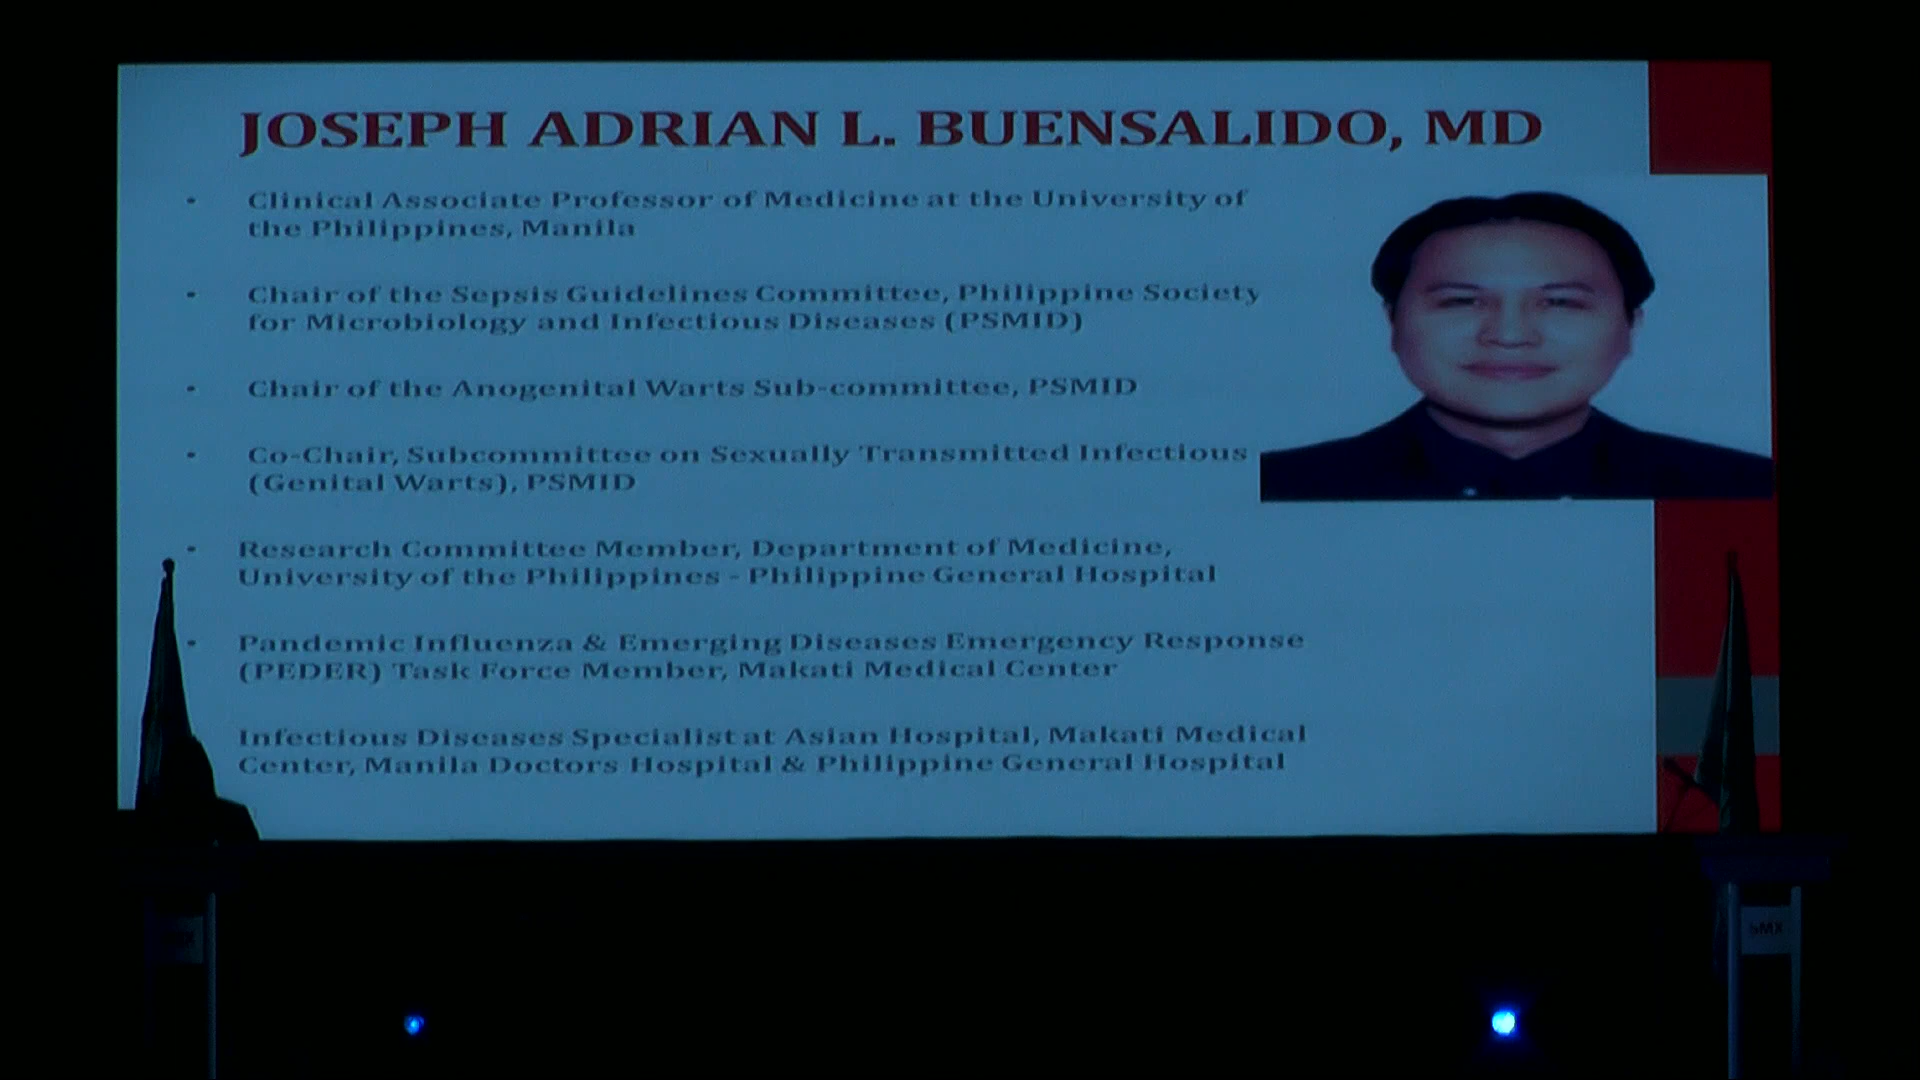 JOSEPH ADRIAN L. BUENSALIDO, MD
• Clinical Associate Professor of Medicine at the University of
the Philippines, Manila
• Chair of the Sepsis Guidelines Committee, Philippine Society
for Microbiology and Infectious Diseases (PSMID)
• Chair of the Anogenital Warts Sub-committee, PSMID
• Co-Chair, Subcommittee on Sexually Transmitted Infectious
(Genital Warts), PSMID
• Research Committee Member, Department of Medicine,
University of the Philippines - Philippine General Hospital
• Pandemic Influenza & Emerging Diseases Emergency Response
(PEDER) Task Force Member, Makati Medical Center
Infectious Diseases Specialist at Asian Hospital, Makati Medical
Center, Manila Doctors Hospital & Philippine General Hospital
SMX